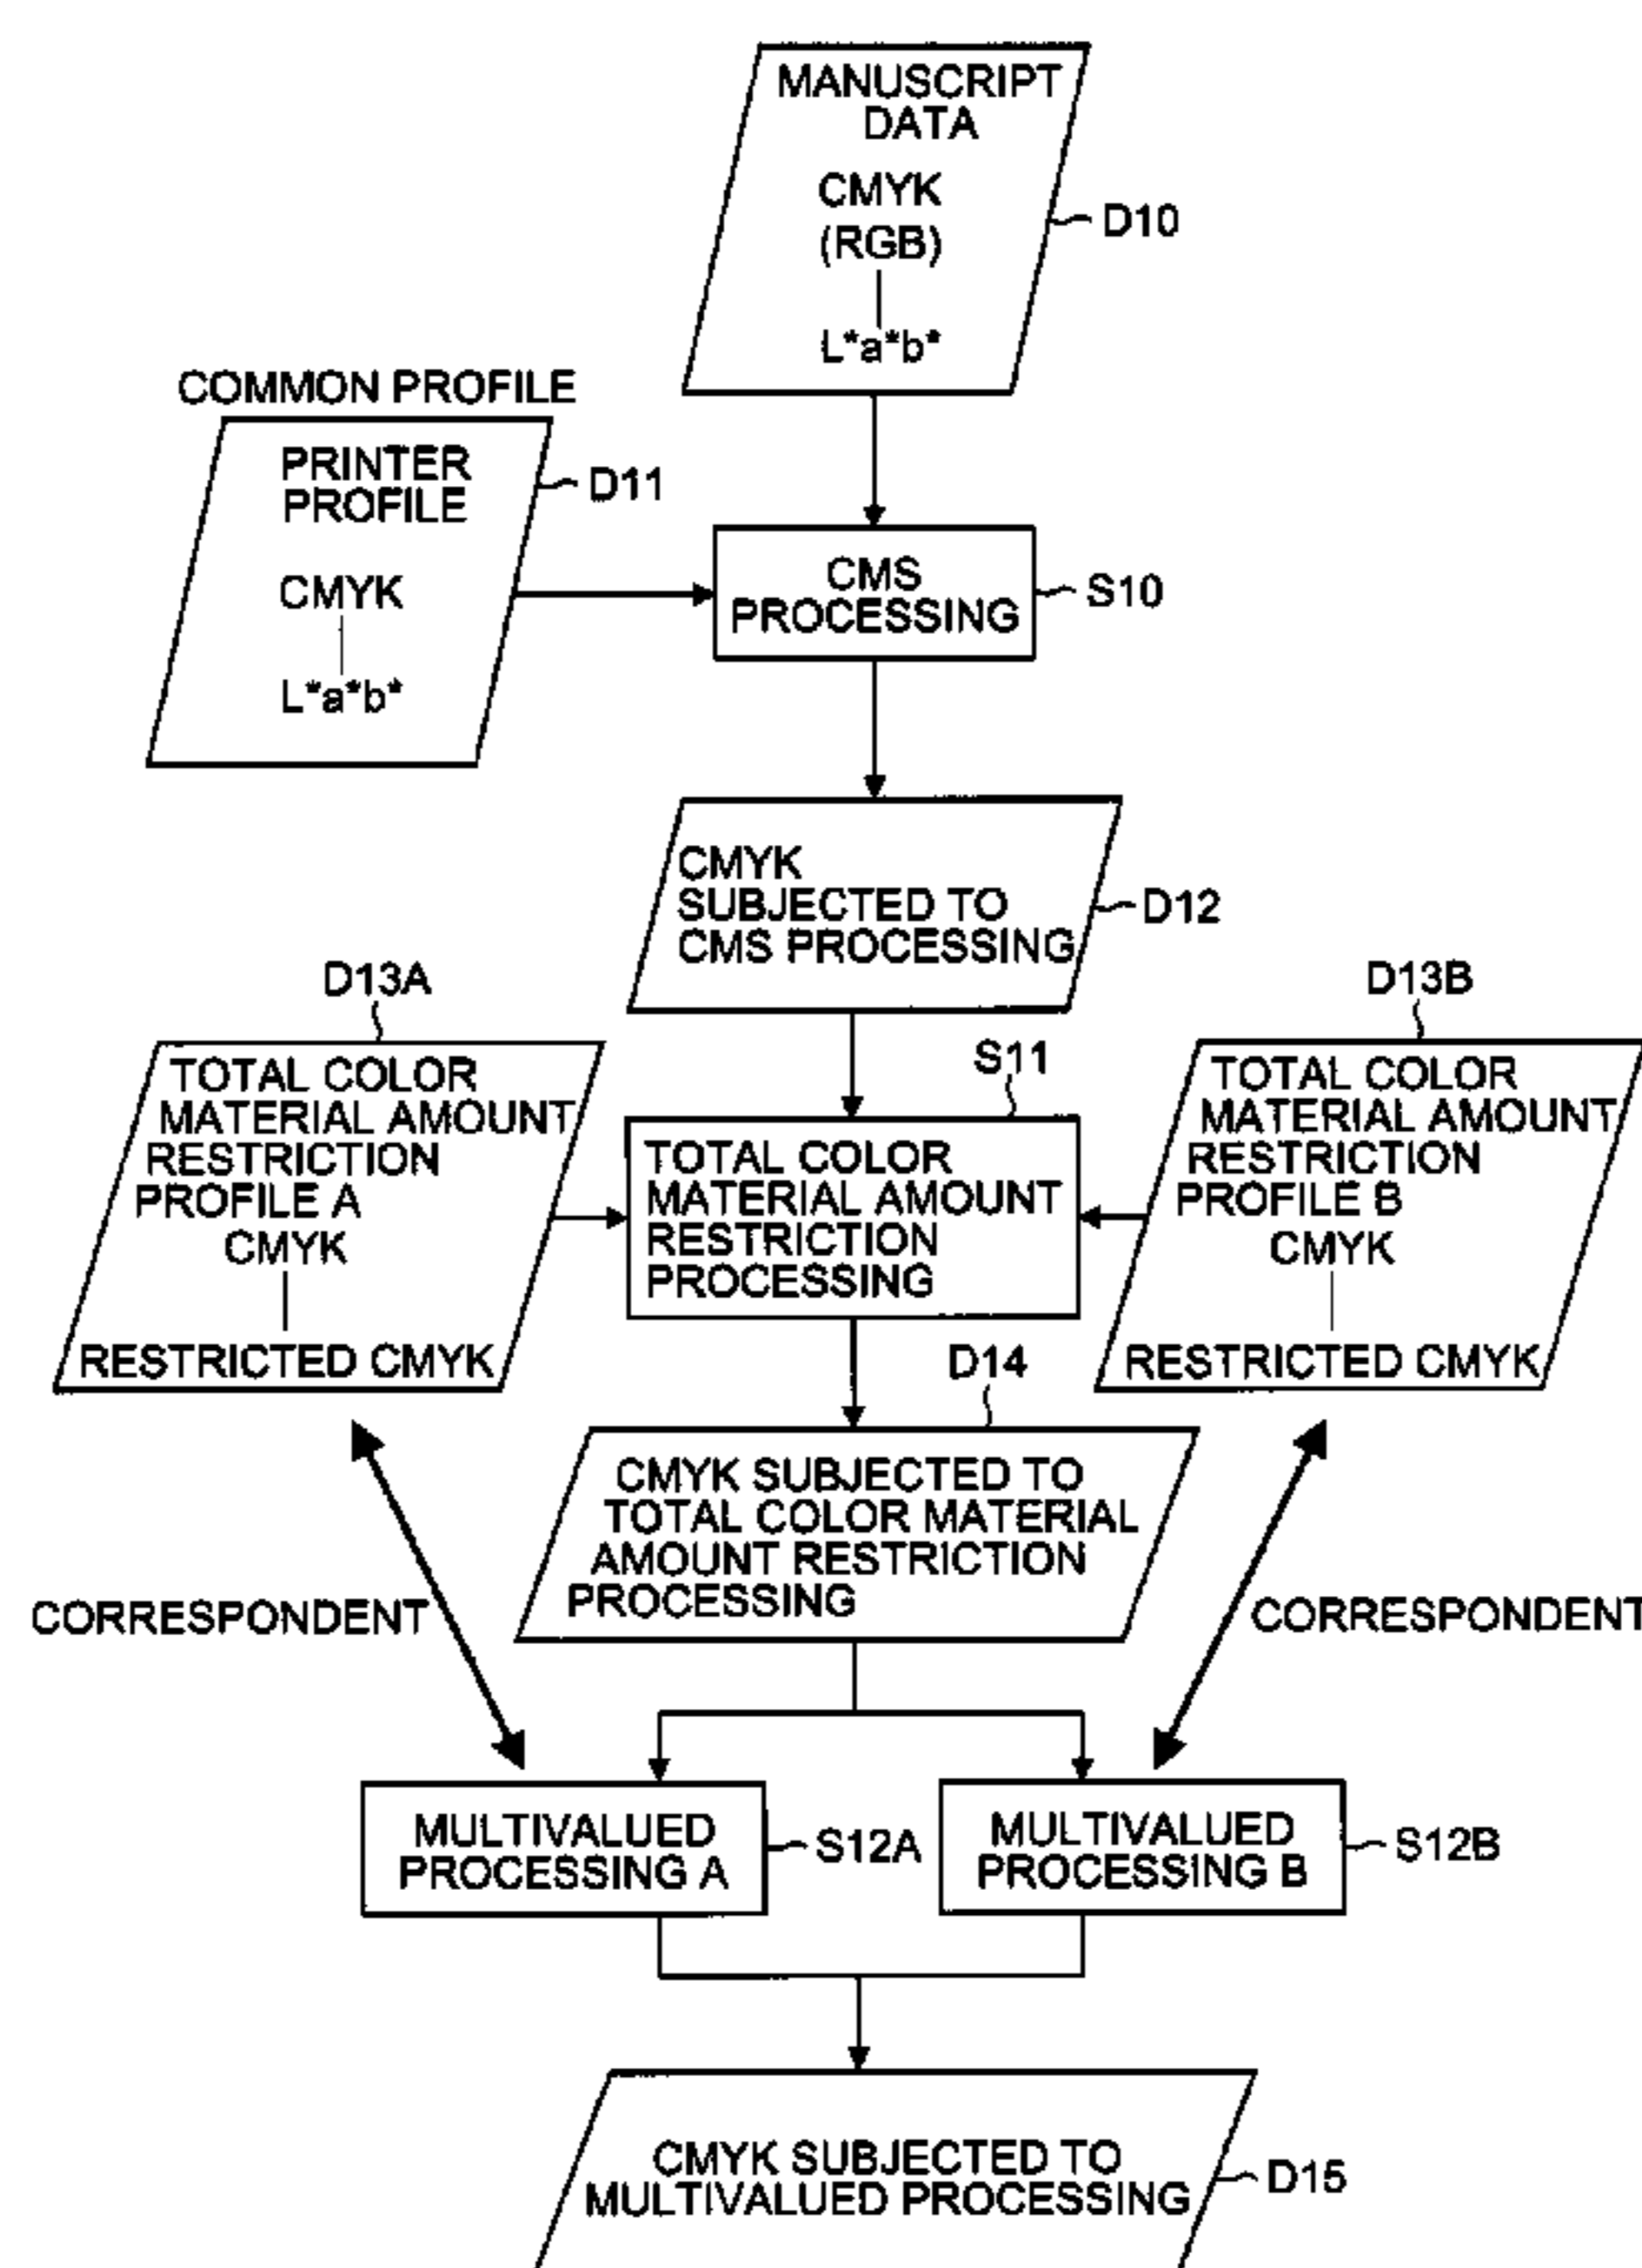 MANUSCRIPT
DATA
CMYK
(RGB)
L*a*b*
D10
COMMON PROFILE
PRINTER
PROFILE
CMYK
L*a*b*
D11
CMS
PROCESSING
S10
CMYK
SUBJECTED TO
CMS PROCESSING
D12
D13A
TOTAL COLOR
MATERIAL AMOUNT
RESTRICTION
PROFILE A
CMYK
RESTRICTED CMYK
S11
TOTAL COLOR
MATERIAL AMOUNT
RESTRICTION
PROCESSING
D13B
TOTAL COLOR
MATERIAL AMOUNT
RESTRICTION
PROFILE B
CMYK
RESTRICTED CMYK
D14
CMYK SUBJECTED TO
TOTAL COLOR MATERIAL
AMOUNT RESTRICTION
PROCESSING
CORRESPONDENT
CORRESPONDENT
MULTIVALUED
PROCESSING A
S12A
MULTIVALUED
PROCESSING B
S12B
CMYK SUBJECTED TO
MULTIVALUED PROCESSING
D15